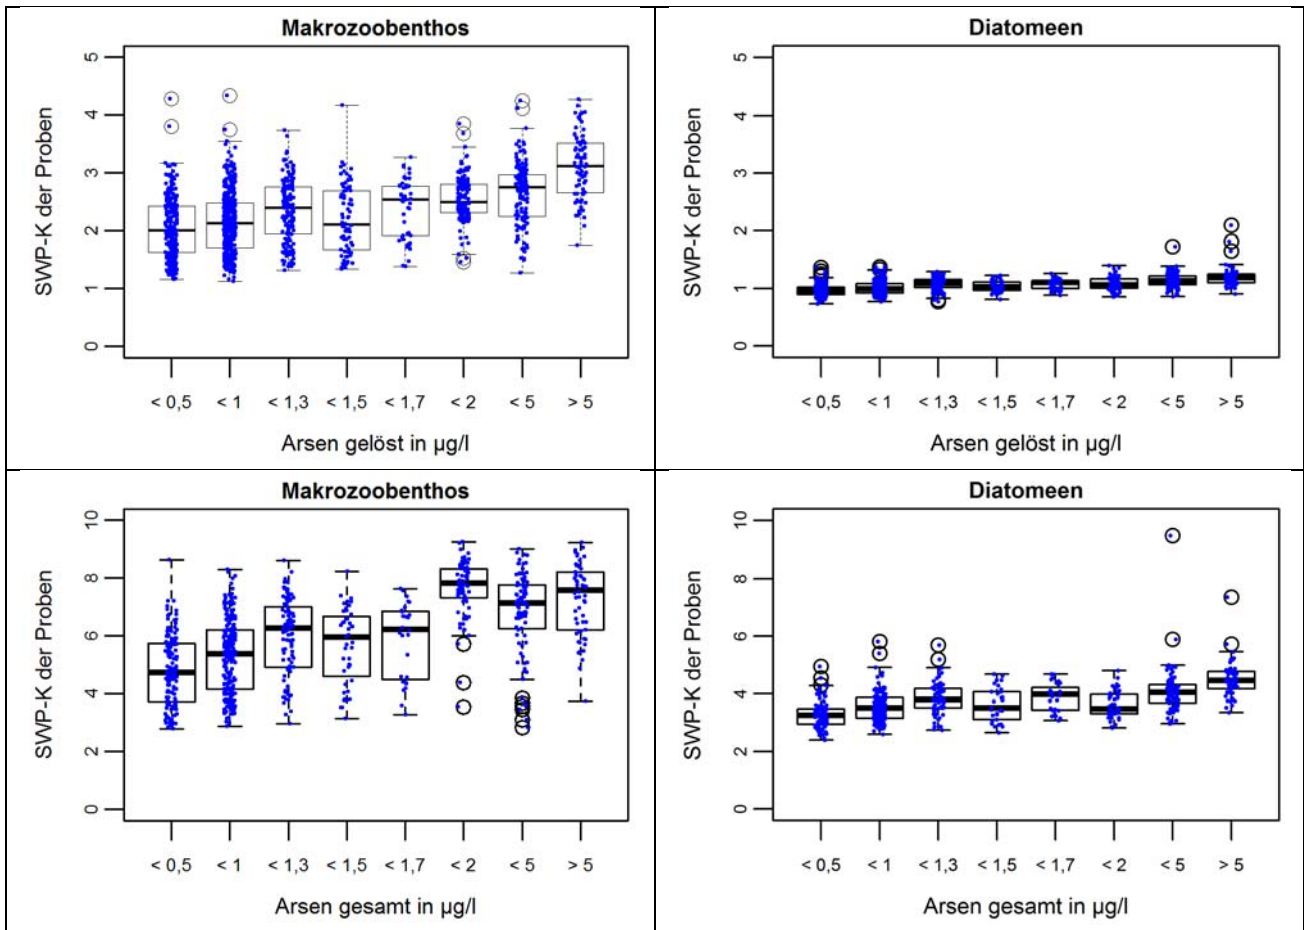 Makrozoobenthos
SWP-K der Proben
5
4
3
2
1
0
< 0,5 < 1 < 1,3 < 1,5 < 1,7 < 2 < 5 > 5
Arsen gelöst in µg/l
Diatomeen
SWP-K der Proben
5
4
3
2
1
0
< 0,5 < 1 < 1,3 < 1,5 < 1,7 < 2 < 5 > 5
Arsen gelöst in µg/l
Makrozoobenthos
SWP-K der Proben
10
8
6
4
2
0
< 0,5 < 1 < 1,3 < 1,5 < 1,7 < 2 < 5 > 5
Arsen gesamt in µg/l
Diatomeen
SWP-K der Proben
10
8
6
4
2
0
< 0,5 < 1 < 1,3 < 1,5 < 1,7 < 2 < 5 > 5
Arsen gesamt in µg/l